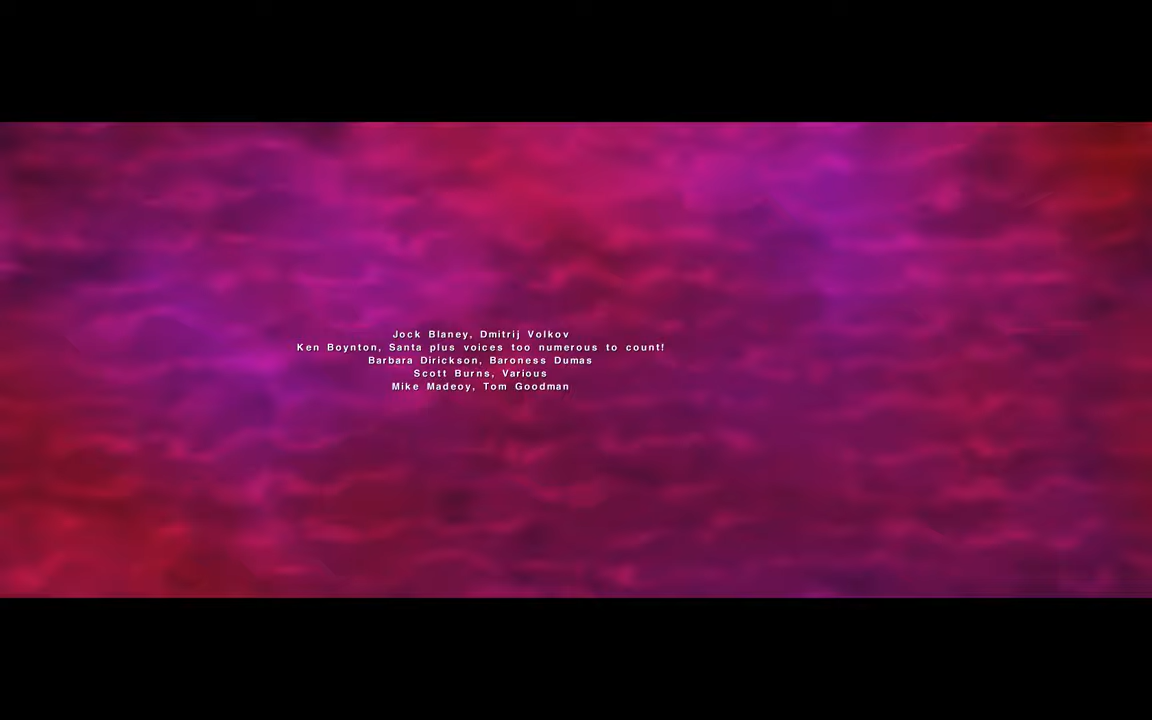 Jock Blaney, Dmitrij Volkov
Ken Boynton, Santa plus voices too numerous to count!
Barbara Dirickson, Baroness Dumas
Scott Burns, Various
Mike Madeoy, Tom Goodman